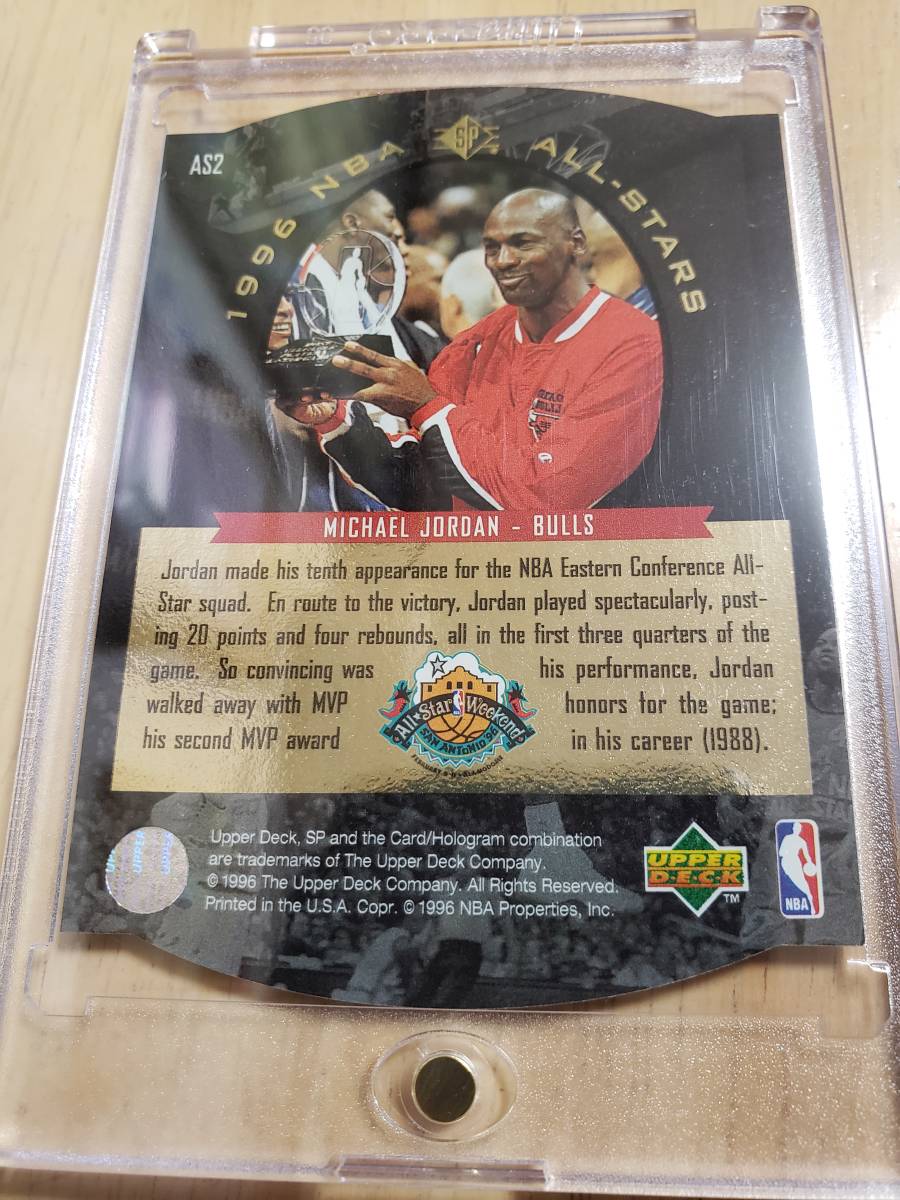 AS2
1996 NBA SP ALL-STARS
MICHAEL JORDAN - BULLS
Jordan made his tenth appearance for the NBA Eastern Conference All-
Star squad. En route to the victory, Jordan played spectacularly, post-
ing 20 points and four rebounds, all in the first three quarters of the
game. So convincing was his performance, Jordan
walked away with MVP honors for the game;
his second MVP award in his career (1988).
All★Star Weekend
SAN ANTONIO 96
Upper Deck, SP and the Card/Hologram combination
are trademarks of The Upper Deck Company.
© 1996 The Upper Deck Company. All Rights Reserved.
Printed in the U.S.A. Copr. © 1996 NBA Properties, Inc.
UPPER
DECK
TM
NBA